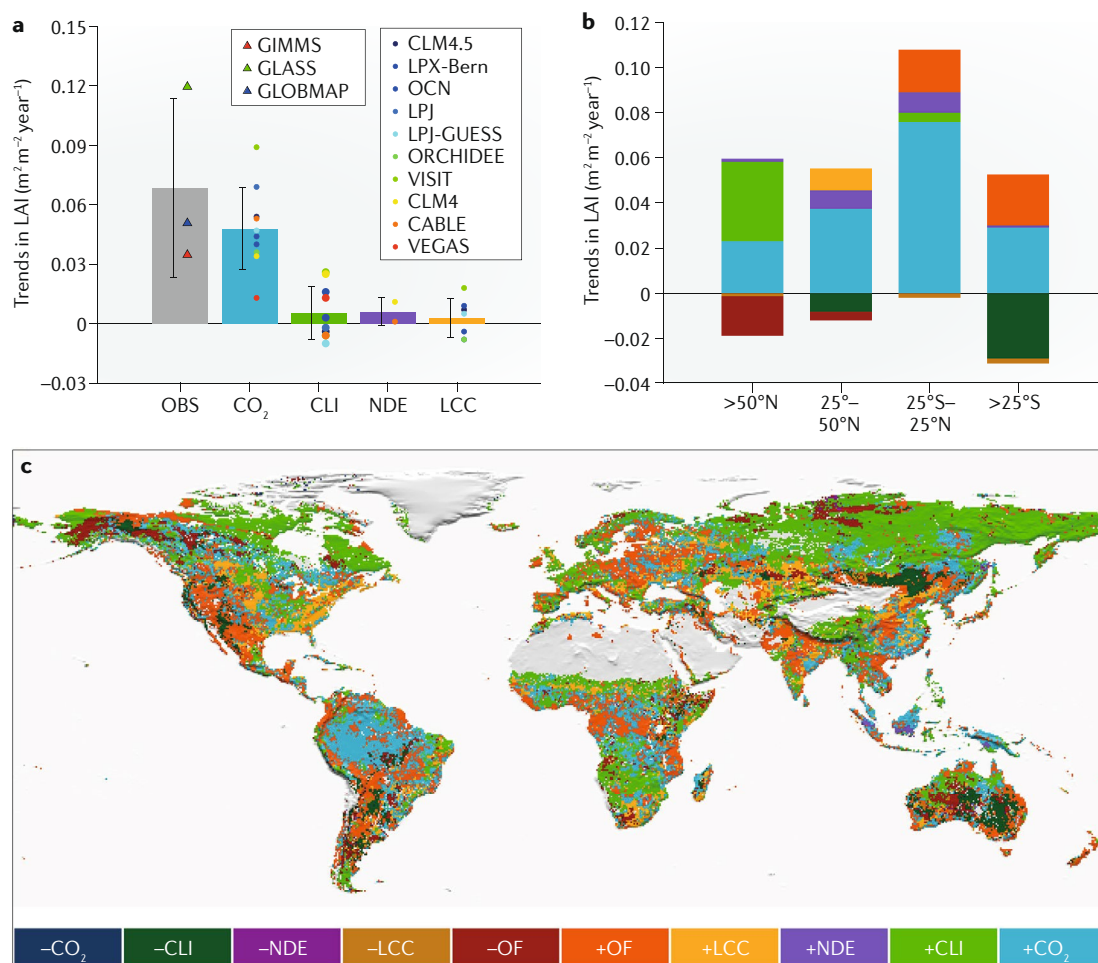 a
Trends in LAI (m² m⁻² year⁻¹)
0.15
0.12
0.09
0.06
0.03
0
–0.03
GIMMS
GLASS
GLOBMAP
CLM4.5
LPX-Bern
OCN
LPJ
LPJ-GUESS
ORCHIDEE
VISIT
CLM4
CABLE
VEGAS
OBS
CO₂
CLI
NDE
LCC
b
Trends in LAI (m² m⁻² year⁻¹)
0.12
0.10
0.08
0.06
0.04
0.02
0
–0.02
–0.04
>50°N
25°–
50°N
25°S–
25°N
>25°S
c
–CO₂
–CLI
–NDE
–LCC
–OF
+OF
+LCC
+NDE
+CLI
+CO₂